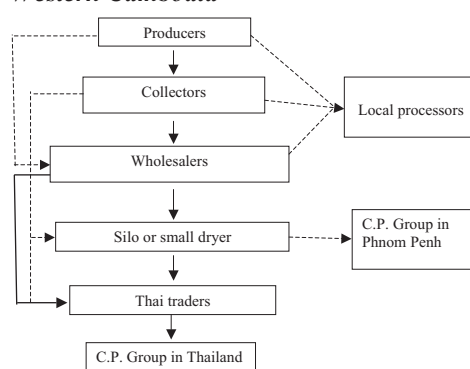 Western Cambodia
Producers
Collectors
Local processors
Wholesalers
Silo or small dryer
C.P. Group in
Phnom Penh
Thai traders
C.P. Group in Thailand